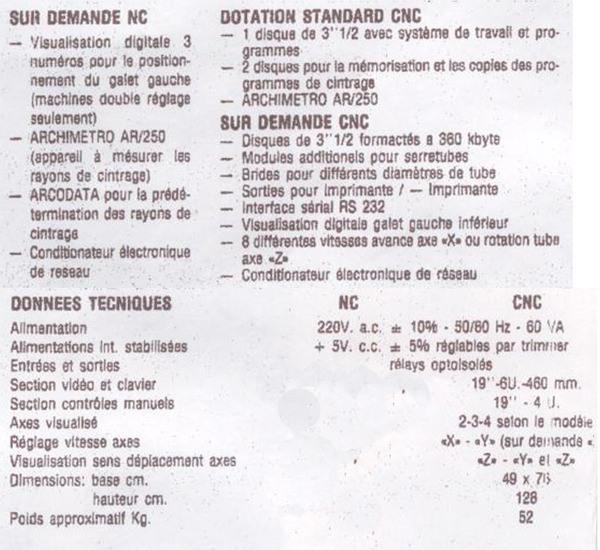 SUR DEMANDE NC
— Visualisation digitale 3
numéros pour le position-
nement du galet gauche
(machines double réglage
seulement)
— ARCHIMETRO AR/250
(appareil à mésurer les
rayons de cintrage)
— ARCODATA pour la prédé-
termination des rayons de
cintrage
— Conditionateur électronique
de reseau
DOTATION STANDARD CNC
— 1 disque de 3''1/2 avec système de travail et pro-
grammes
— 2 disques pour la mémorisation et les copies des pro-
grammes de cintrage
— ARCHIMETRO AR/250
SUR DEMANDE CNC
— Disques de 3''1/2 formactés a 360 kbyte
— Modules additionels pour serretubes
— Brides pour différents diamètres de tube
— Sorties pour imprimante / — Imprimante
— Interface sérial RS 232
— Visualisation digitale galet gauche inférieur
— 8 différentes vitesses avance axe «X» ou rotation tube
axe «Z»
— Conditionateur électronique de réseau
DONNEES TECNIQUES NC CNC
Alimentation 220V. a.c. ± 10% - 50/60 Hz - 60 VA
Alimentations int. stabilisées + 5V. c.c. ± 5% réglables par trimmer
Entrées et sorties rélays optoisolés
Section vidéo et clavier 19''-6U.-460 mm.
Section contrôles manuels 19'' - 4 U.
Axes visualisé 2-3-4 selon le modèle
Réglage vitesse axes «X» - «Y» (sur demande «
Visualisation sens déplacement axes «Z» - «Y» et «Z»
Dimensions: base cm. 49 x
hauteur cm. 128
Poids approximatif Kg. 52